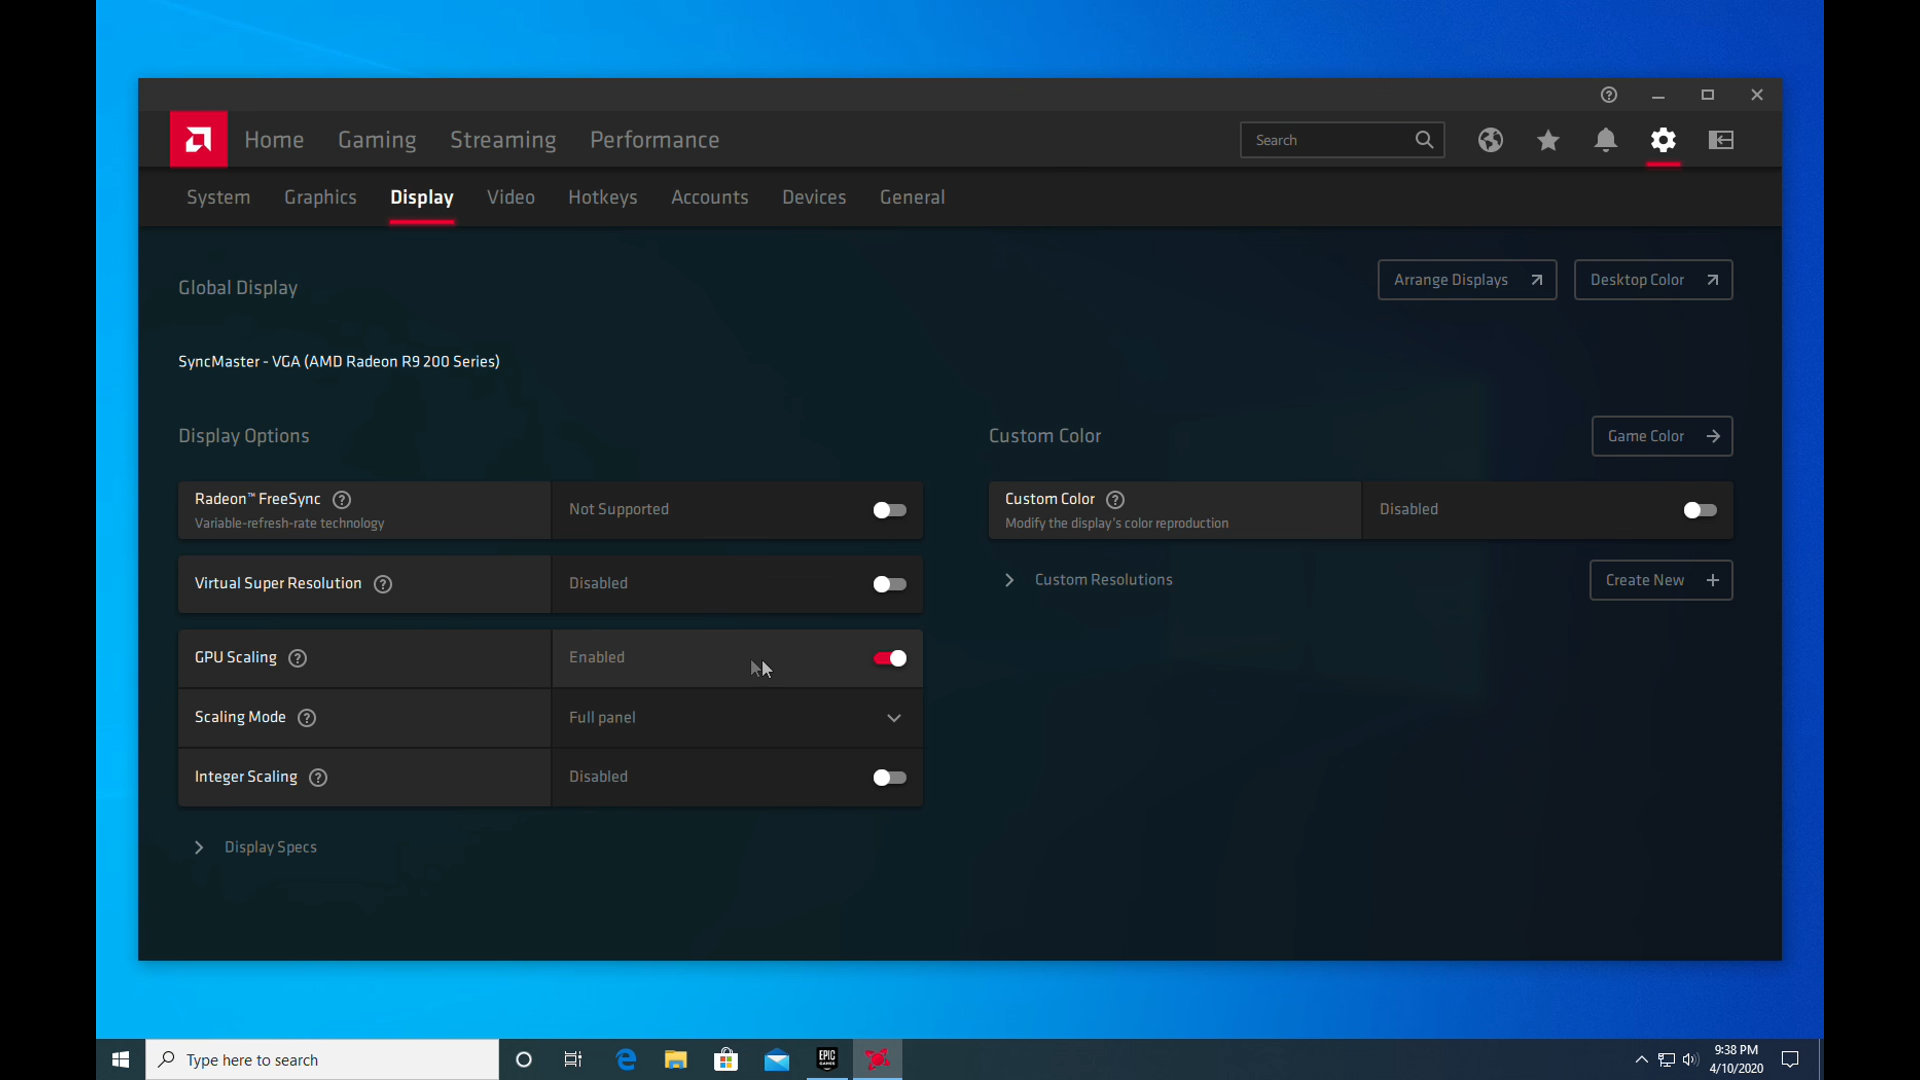 Home Gaming Streaming Performance
Search
System Graphics Display Video Hotkeys Accounts Devices General
Global Display
Arrange Displays
Desktop Color
SyncMaster - VGA (AMD Radeon R9 200 Series)
Display Options
Radeon™ FreeSync
Variable-refresh-rate technology
Not Supported
Virtual Super Resolution
Disabled
GPU Scaling
Enabled
Scaling Mode
Full panel
Integer Scaling
Disabled
Display Specs
Custom Color
Game Color
Custom Color
Modify the display's color reproduction
Disabled
Custom Resolutions
Create New
Type here to search
EPIC
GAMES
9:38 PM
4/10/2020